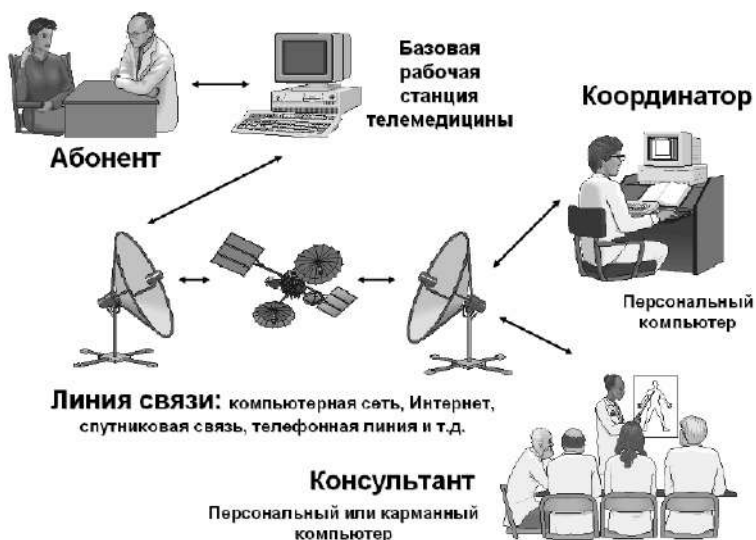 Базовая
рабочая
станция
телемедицины
Координатор
Абонент
Персональный
компьютер
Линия связи: компьютерная сеть, Интернет,
спутниковая связь, телефонная линия и т.д.
Консультант
Персональный или карманный
компьютер